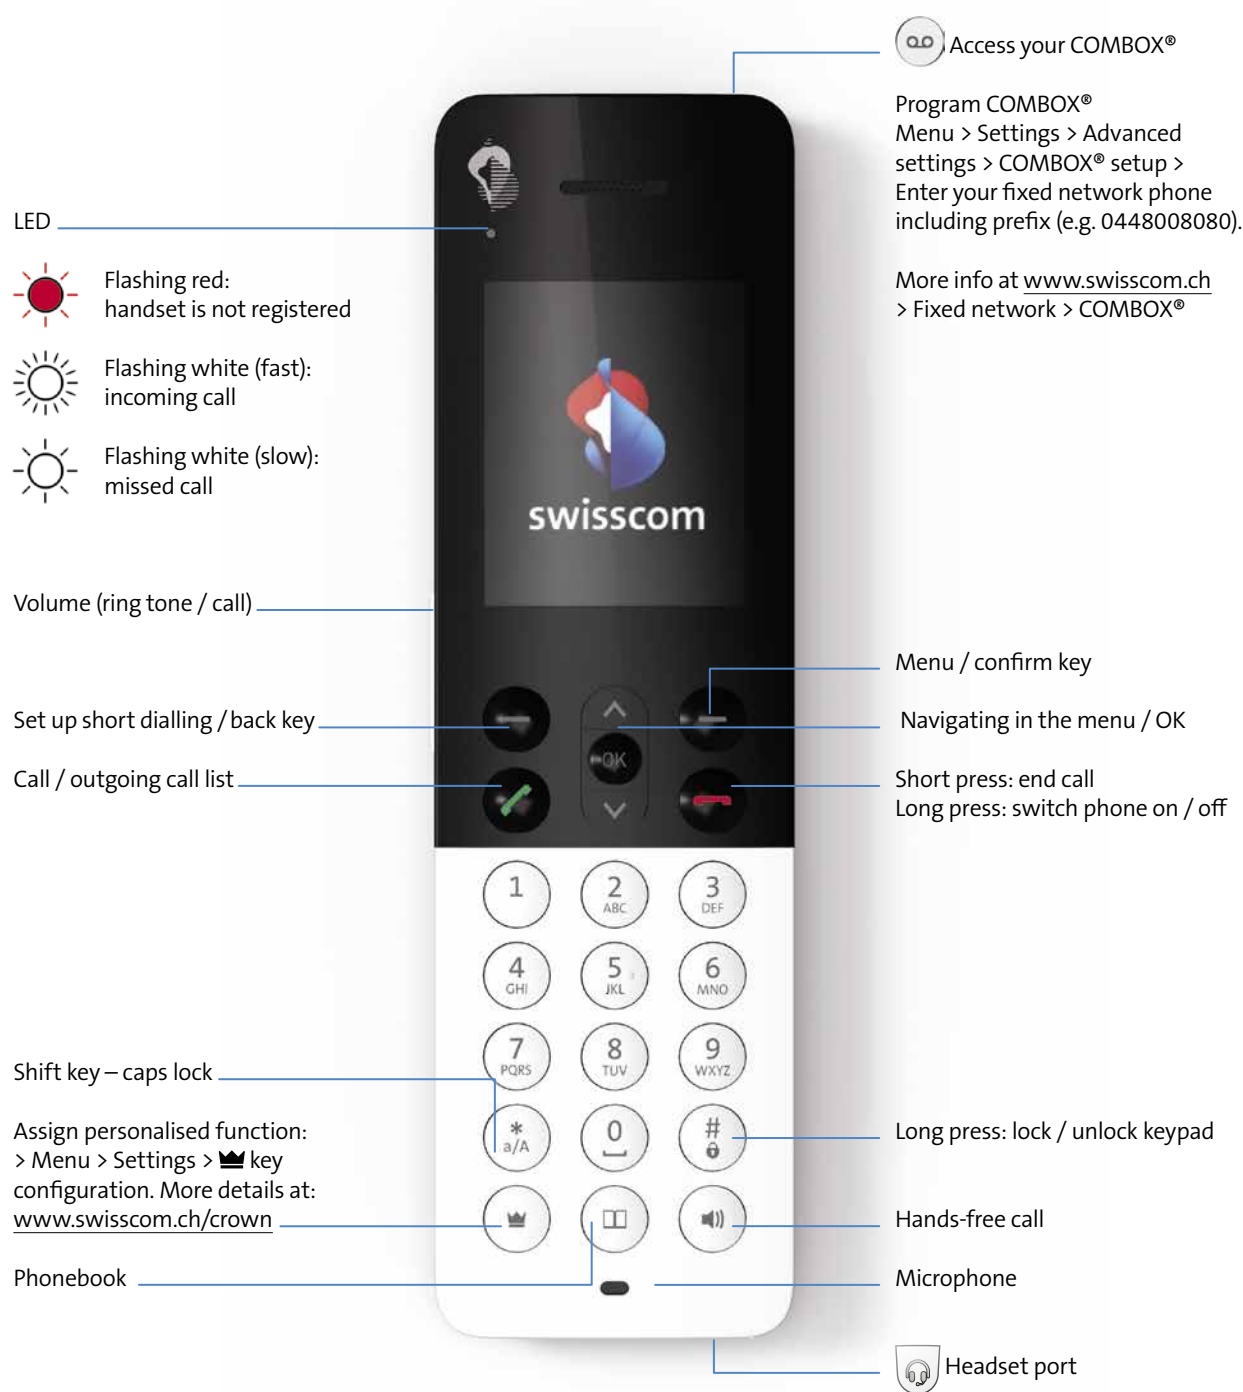 Access your COMBOX®
Program COMBOX®
Menu > Settings > Advanced
settings > COMBOX® setup >
Enter your fixed network phone
including prefix (e.g. 0448008080).
More info at www.swisscom.ch
> Fixed network > COMBOX®
LED
Flashing red:
handset is not registered
Flashing white (fast):
incoming call
Flashing white (slow):
missed call
swisscom
Volume (ring tone / call)
Menu / confirm key
Set up short dialling / back key
Navigating in the menu / OK
OK
Call / outgoing call list
Short press: end call
Long press: switch phone on / off
1
2
ABC
3
DEF
4
GHI
5
JKL
6
MNO
7
PQRS
8
TUV
9
WXYZ
*
a/A
0
#
Shift key – caps lock
Assign personalised function:
> Menu > Settings > key
configuration. More details at:
www.swisscom.ch/crown
Long press: lock / unlock keypad
Hands-free call
Phonebook
Microphone
Headset port